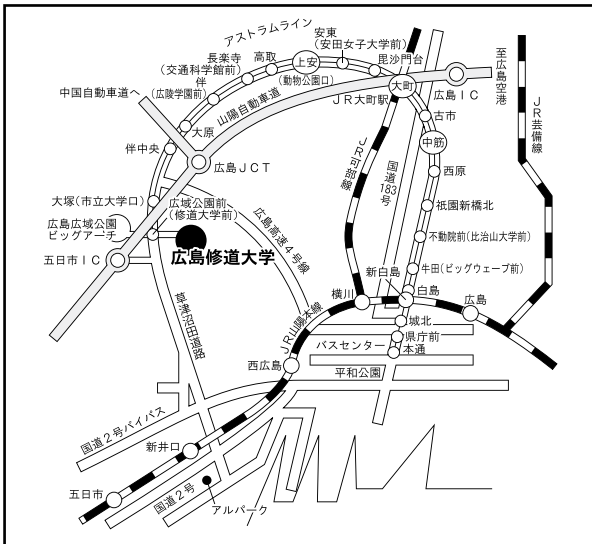 アストラムライン
安東
(安田女子大学前)
毘沙門台
上安
(動物公園口)
高取
長楽寺
(交通科学館前)
伴
(広陵学園前)
中国自動車道へ
山陽自動車道
大原
伴中央
広島JCT
大町
JR大町駅
広島IC
至広島空港
JR芸備線
古市
中筋
JR可部線
国道183号
西原
祇園新橋北
不動院前(比治山大学前)
牛田(ビッグウェーブ前)
新白島
白島
大塚(市立大学口)
広域公園前
(修道大学前)
広島広域公園
ビッグアーチ
広島修道大学
五日市IC
広島高速4号線
草津沼田道路
JR山陽本線
横川
広島
城北
県庁前
本通
バスセンター
平和公園
西広島
国道2号バイパス
新井口
五日市
国道2号
アルパーク